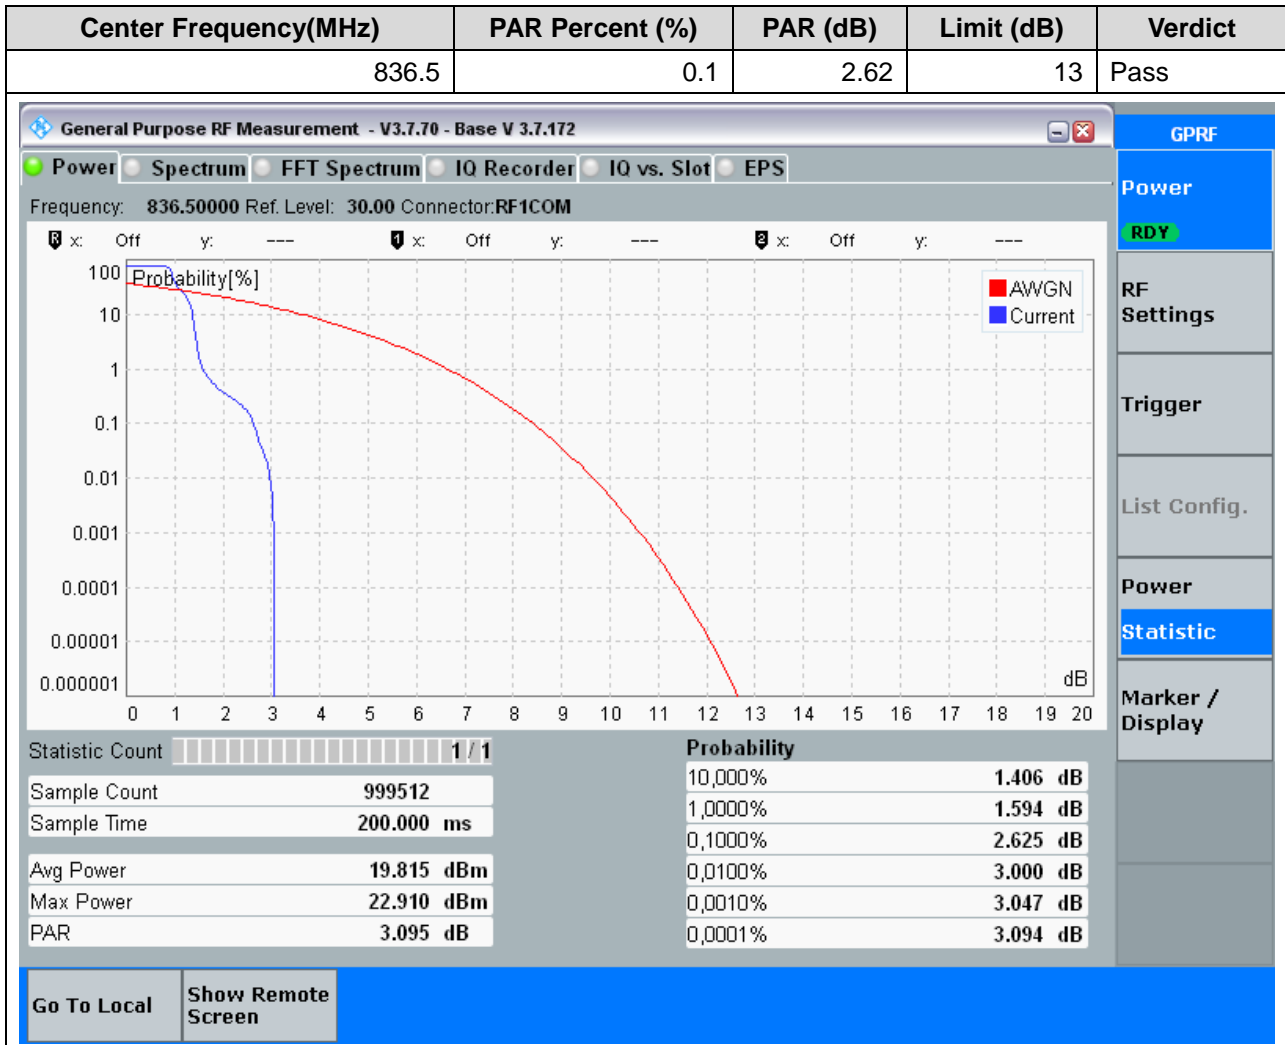 Center Frequency(MHz) PAR Percent (%) PAR (dB) Limit (dB) Verdict
836.5 0.1 2.62 13 Pass
General Purpose RF Measurement - V3.7.70 - Base V 3.7.172
GPRF
Power Spectrum FFT Spectrum IQ Recorder IQ vs. Slot EPS
Frequency: 836.50000 Ref. Level: 30.00 Connector:RF1COM
Power
RDY
R x: Off y: --- 1 x: Off y: --- 2 x: Off y: ---
100 Probability[%]
AWGN
Current
10
1
0.1
0.01
0.001
0.0001
0.00001
0.000001
dB
0 1 2 3 4 5 6 7 8 9 10 11 12 13 14 15 16 17 18 19 20
RF
Settings
Trigger
List Config.
Power
Statistic
Marker /
Display
Statistic Count 1 / 1
Sample Count 999512
Sample Time 200.000 ms
Avg Power 19.815 dBm
Max Power 22.910 dBm
PAR 3.095 dB
Probability
10,000% 1.406 dB
1,0000% 1.594 dB
0,1000% 2.625 dB
0,0100% 3.000 dB
0,0010% 3.047 dB
0,0001% 3.094 dB
Go To Local
Show Remote
Screen